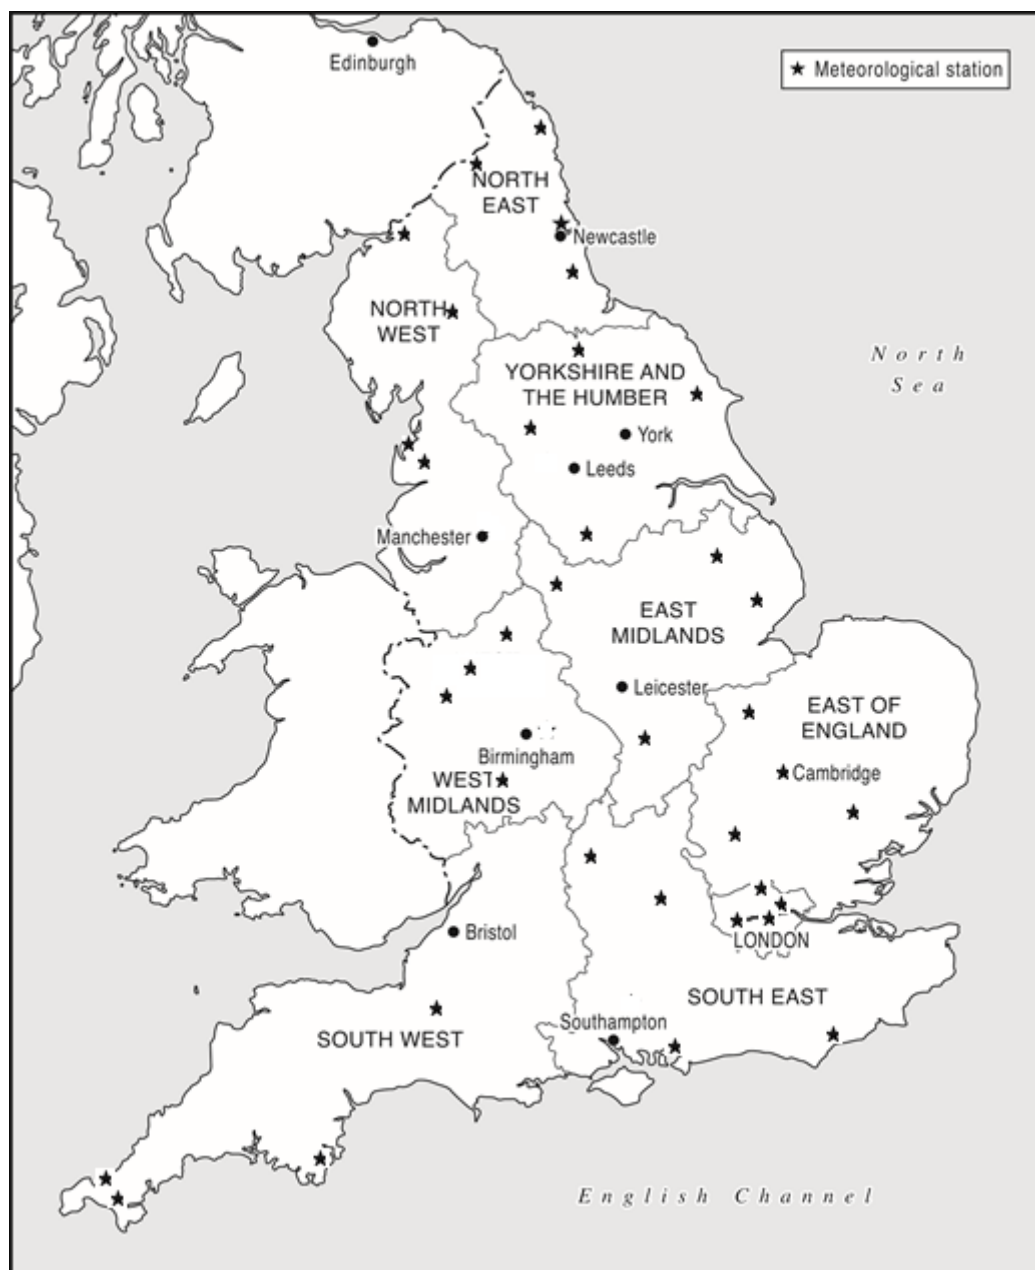 Edinburgh
Meteorological station
NORTH
EAST
Newcastle
NORTH
WEST
North
Sea
YORKSHIRE AND
THE HUMBER
York
Leeds
Manchester
EAST
MIDLANDS
Leicester
EAST OF
ENGLAND
Birmingham
Cambridge
WEST
MIDLANDS
Bristol
LONDON
SOUTH EAST
Southampton
SOUTH WEST
English Channel